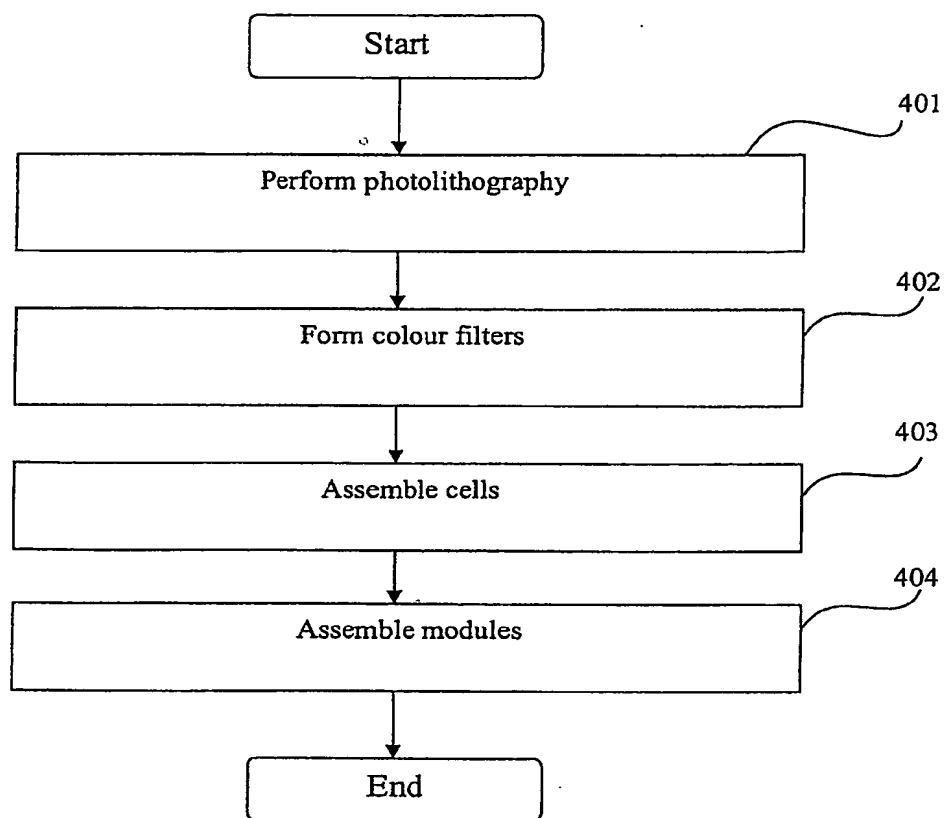 Start
401
Perform photolithography
402
Form colour filters
403
Assemble cells
404
Assemble modules
End